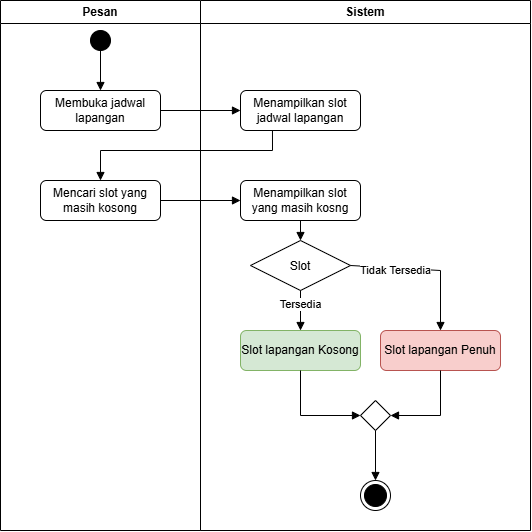 Pesan
Sistem
Membuka jadwal
lapangan
Menampilkan slot
jadwal lapangan
Mencari slot yang
masih kosong
Menampilkan slot
yang masih kosng
Slot
Tidak Tersedia
Tersedia
Slot lapangan Kosong
Slot lapangan Penuh